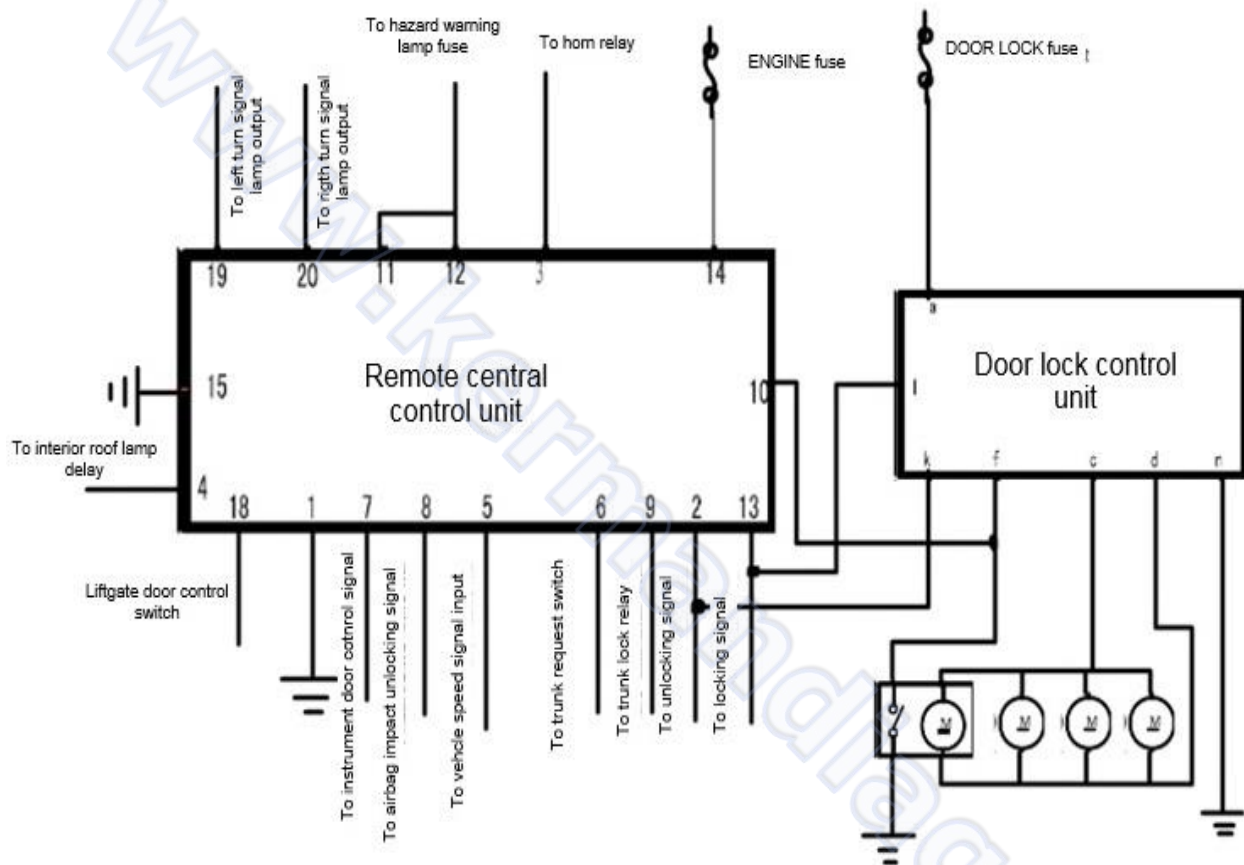 To hazard warning
lamp fuse
To horn relay
ENGINE fuse
DOOR LOCK fuse
To left turn signal
lamp output
To rigth turn signal
lamp output
19
20
11
12
3
14
a
Remote central
control unit
15
10
Door lock control
unit
l
To interior roof lamp
delay
4
k
f
c
d
n
18
1
7
8
5
6
9
2
13
Liftgate door control
switch
To instrument door cotnrol signal
To airbag impact unlocking signal
To vehcle speed signal input
To trunk request switch
To trunk lock relay
To unlocking signal
To locking signal
M
M
M
M